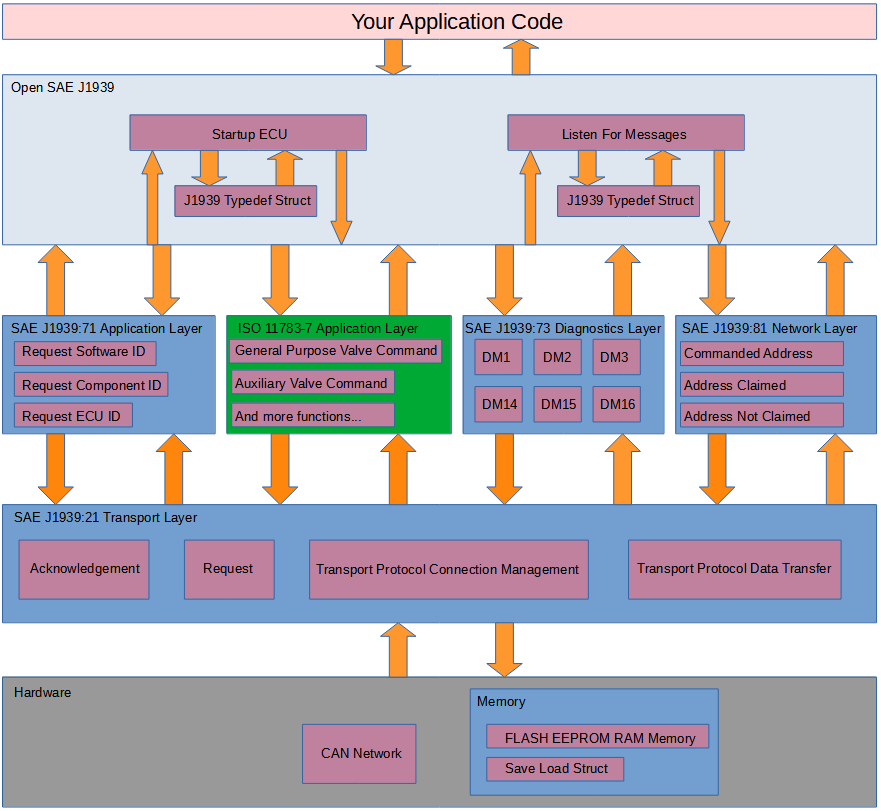 Your Application Code
Open SAE J1939
Startup ECU
Listen For Messages
J1939 Typedef Struct
J1939 Typedef Struct
SAE J1939:71 Application Layer
Request Software ID
Request Component ID
Request ECU ID
ISO 11783-7 Application Layer
General Purpose Valve Command
Auxiliary Valve Command
And more functions...
SAE J1939:73 Diagnostics Layer
DM1
DM2
DM3
DM14
DM15
DM16
SAE J1939:81 Network Layer
Commanded Address
Address Claimed
Address Not Claimed
SAE J1939:21 Transport Layer
Acknowledgement
Request
Transport Protocol Connection Management
Transport Protocol Data Transfer
Hardware
CAN Network
Memory
FLASH EEPROM RAM Memory
Save Load Struct